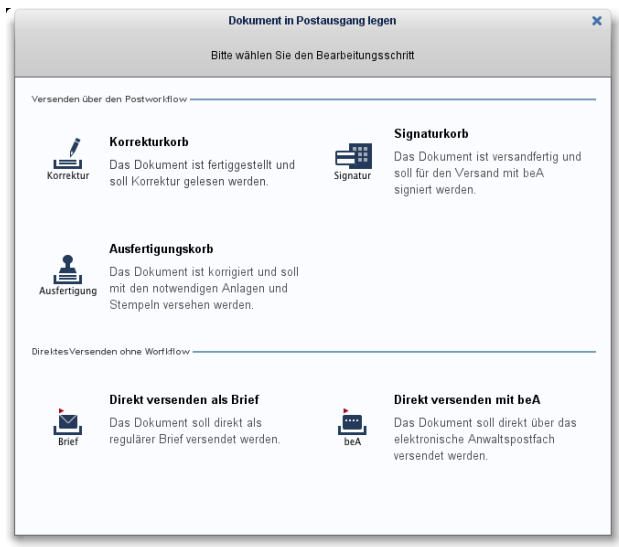 Dokument in Postausgang legen
Bitte wählen Sie den Bearbeitungsschritt
Versenden über den Postworkflow
Korrektur
Korrekturkorb
Das Dokument ist fertiggestellt und
soll Korrektur gelesen werden.
Signatur
Signaturkorb
Das Dokument ist versandfertig und
soll für den Versand mit beA
signiert werden.
Ausfertigung
Ausfertigungskorb
Das Dokument ist korrigiert und soll
mit den notwendigen Anlagen und
Stempeln versehen werden.
Direktes Versenden ohne Worfkflow
Brief
Direkt versenden als Brief
Das Dokument soll direkt als
regulärer Brief versendet werden.
beA
Direkt versenden mit beA
Das Dokument soll direkt über das
elektronische Anwaltspostfach
versendet werden.